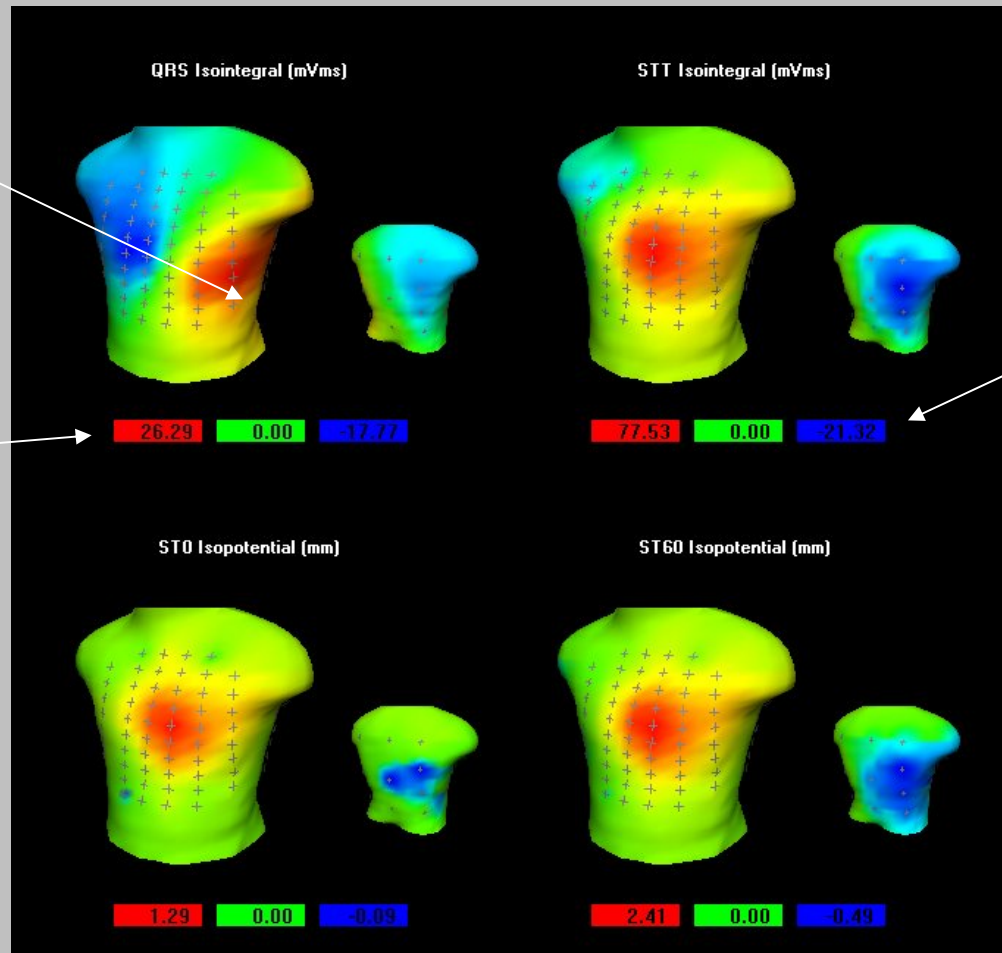 QRS Isointegral (mVms)
STT Isointegral (mVms)
26.29 0.00 -17.77
77.53 0.00 -21.32
ST0 Isopotential (mm)
ST60 Isopotential (mm)
1.29 0.00 -0.09
2.41 0.00 -0.49